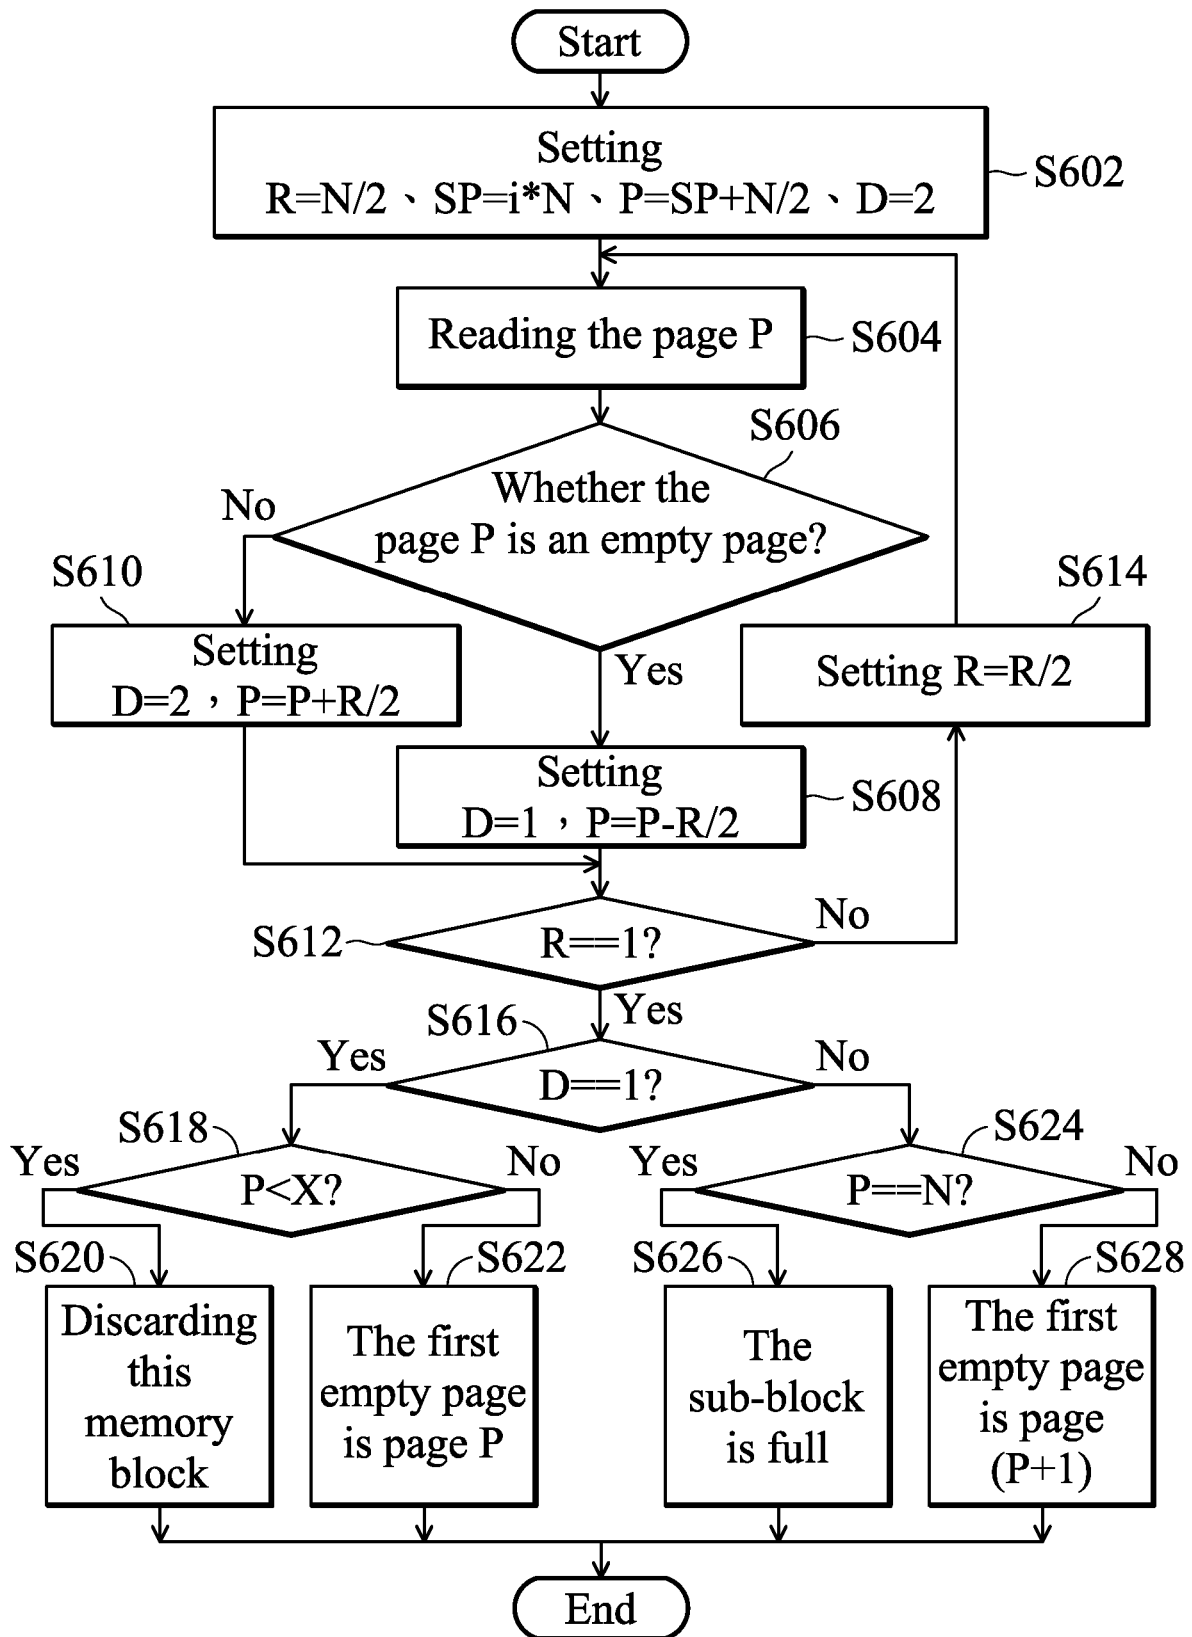 Start
Setting
R=N/2、SP=i*N、P=SP+N/2、D=2
S602
Reading the page P
S604
S606
Whether the
page P is an empty page?
No
Yes
S610
Setting
D=2，P=P+R/2
S614
Setting R=R/2
Setting
D=1，P=P-R/2
S608
S612
R==1?
No
Yes
S616
D==1?
Yes
No
S618
P<X?
Yes
No
S624
P==N?
Yes
No
S620
Discarding
this
memory
block
S622
The first
empty page
is page P
S626
The
sub-block
is full
S628
The first
empty page
is page
(P+1)
End